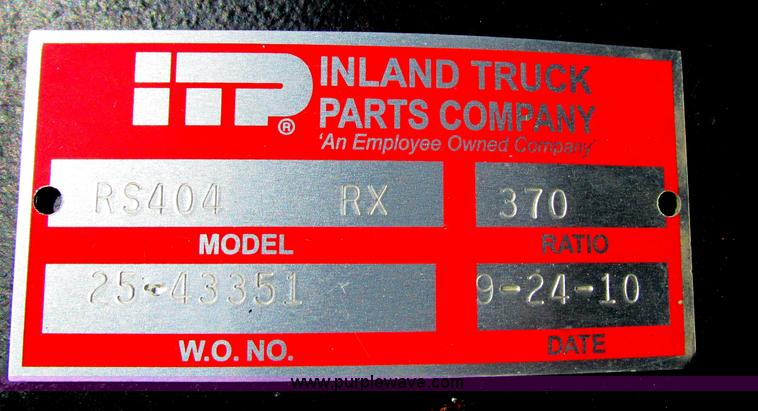 ITP®
INLAND TRUCK
PARTS COMPANY
'An Employee Owned Company'
RS404 RX 370
MODEL RATIO
25-43351 9-24-10
W.O. NO. DATE
www.purplewave.com